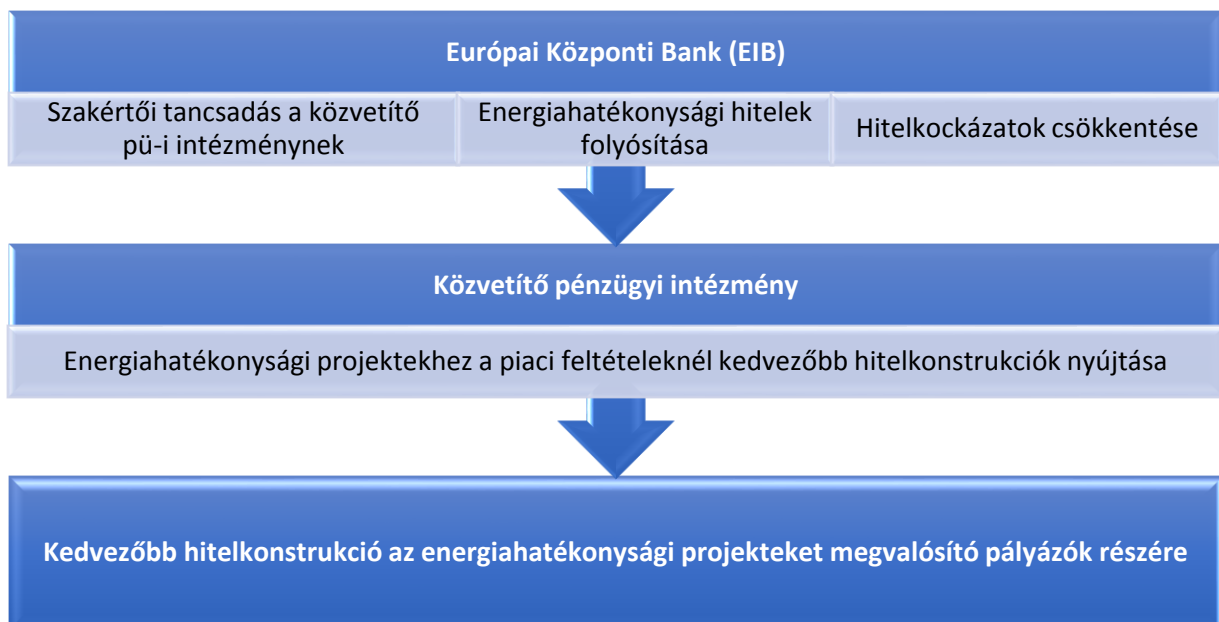 Európai Központi Bank (EIB)
Szakértői tancsadás a közvetítő
pü-i intézménynek
Energiahatékonysági hitelek
folyósítása
Hitelkockázatok csökkentése
Közvetítő pénzügyi intézmény
Energiahatékonysági projektekhez a piaci feltételeknél kedvezőbb hitelkonstrukciók nyújtása
Kedvezőbb hitelkonstrukció az energiahatékonysági projekteket megvalósító pályázók részére